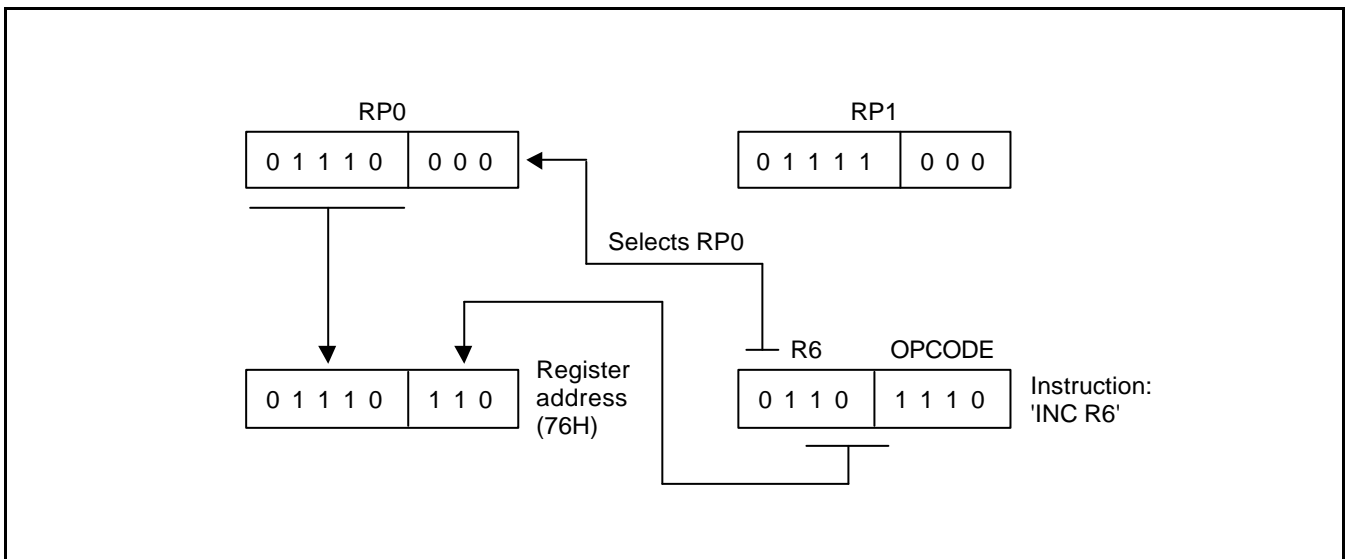 RP0 RP1
0 1 1 1 0 0 0 0 0 1 1 1 1 0 0 0
Selects RP0
R6 OPCODE
0 1 1 1 0 1 1 0 Register address (76H) 0 1 1 0 1 1 1 0 Instruction: 'INC R6'